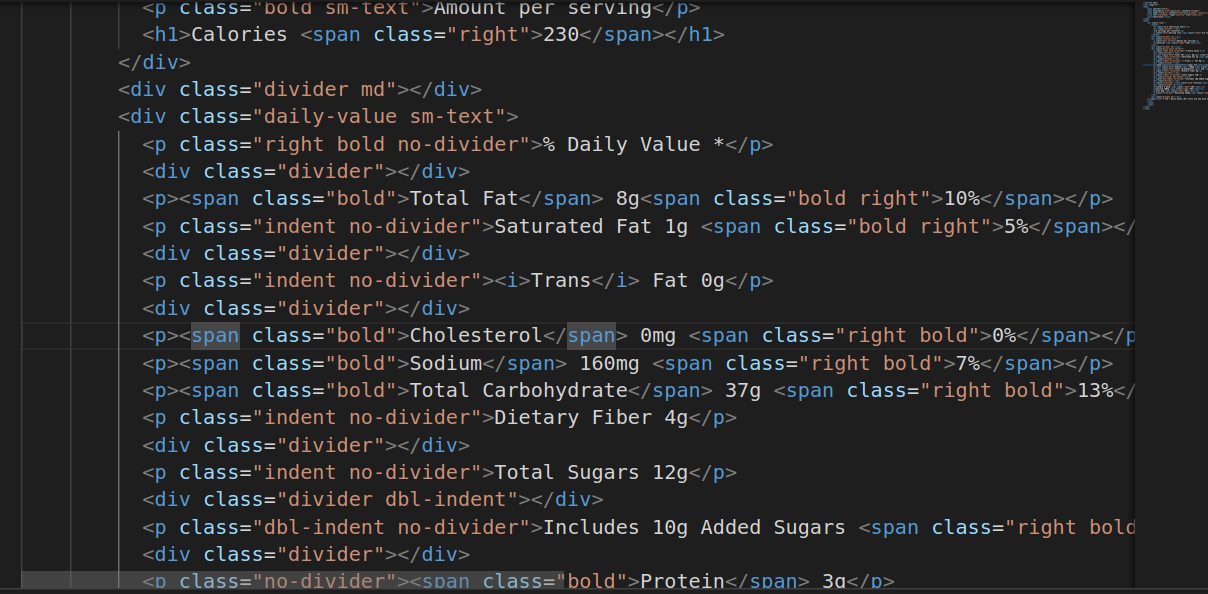 <p class="bold sm-text">Amount per serving</p>
<h1>Calories <span class="right">230</span></h1>
</div>
<div class="divider md"></div>
<div class="daily-value sm-text">
<p class="right bold no-divider">% Daily Value *</p>
<div class="divider"></div>
<p><span class="bold">Total Fat</span> 8g<span class="bold right">10%</span></p>
<p class="indent no-divider">Saturated Fat 1g <span class="bold right">5%</span></
<div class="divider"></div>
<p class="indent no-divider"><i>Trans</i> Fat 0g</p>
<div class="divider"></div>
<p><span class="bold">Cholesterol</span> 0mg <span class="right bold">0%</span></p
<p><span class="bold">Sodium</span> 160mg <span class="right bold">7%</span></p>
<p><span class="bold">Total Carbohydrate</span> 37g <span class="right bold">13%</
<p class="indent no-divider">Dietary Fiber 4g</p>
<div class="divider"></div>
<p class="indent no-divider">Total Sugars 12g</p>
<div class="divider dbl-indent"></div>
<p class="dbl-indent no-divider">Includes 10g Added Sugars <span class="right bold
<div class="divider"></div>
<p class="no-divider"><span class="bold">Protein</span> 3g</p>